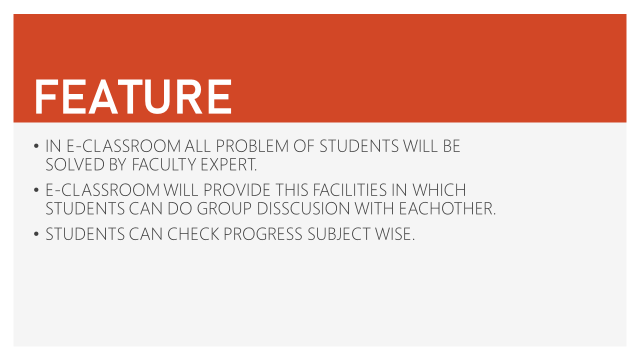 FEATURE
• IN E-CLASSROOM ALL PROBLEM OF STUDENTS WILL BE
SOLVED BY FACULTY EXPERT.
• E-CLASSROOM WILL PROVIDE THIS FACILITIES IN WHICH
STUDENTS CAN DO GROUP DISSCUSION WITH EACHOTHER.
• STUDENTS CAN CHECK PROGRESS SUBJECT WISE.